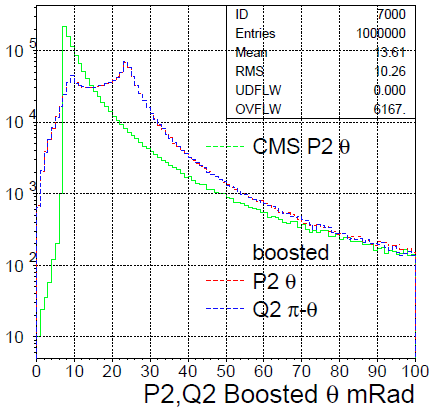 ID 7000
Entries 1000000
Mean 13.61
RMS 10.26
UDFLW 0.000
OVFLW 6167.
10 5
10 4
10 3
10 2
10
CMS P2 θ
boosted
P2 θ
Q2 π-θ
0 10 20 30 40 50 60 70 80 90 100
P2,Q2 Boosted θ mRad